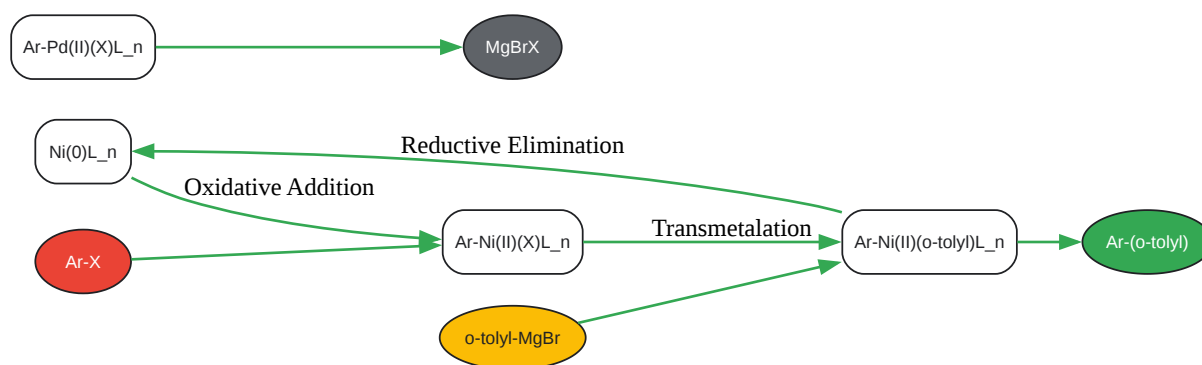 Ar-Pd(II)(X)L_n
MgBrX
Ni(0)L_n
Reductive Elimination
Oxidative Addition
Ar-X
Ar-Ni(II)(X)L_n
Transmetalation
Ar-Ni(II)(o-tolyl)L_n
Ar-(o-tolyl)
o-tolyl-MgBr